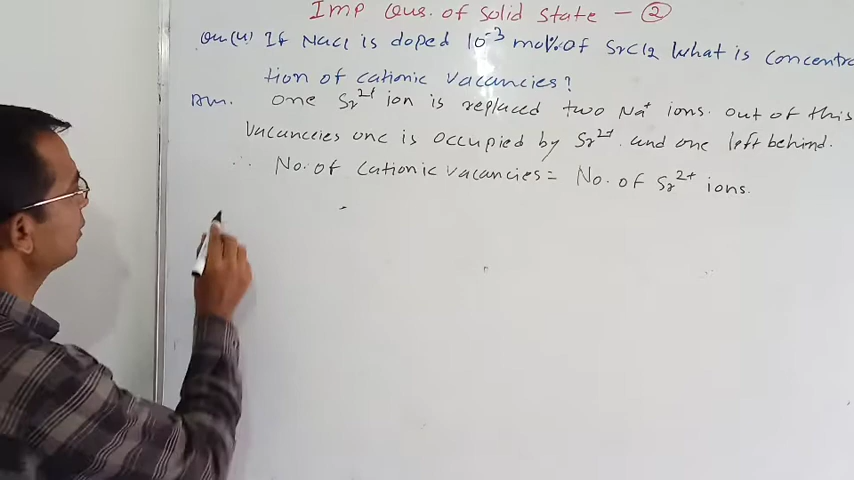 Imp Qus. of Solid State - 2
Qu(4) If NaCl is doped 10⁻³ mol% of SrCl2 What is concentra
tion of cationic vacancies?
Ans. One Sr²⁺ ion is replaced two Na⁺ ions. out of this
vacancies one is occupied by Sr²⁺ and one left behind.
∴ No. of Cationic vacancies = No. of Sr²⁺ ions.